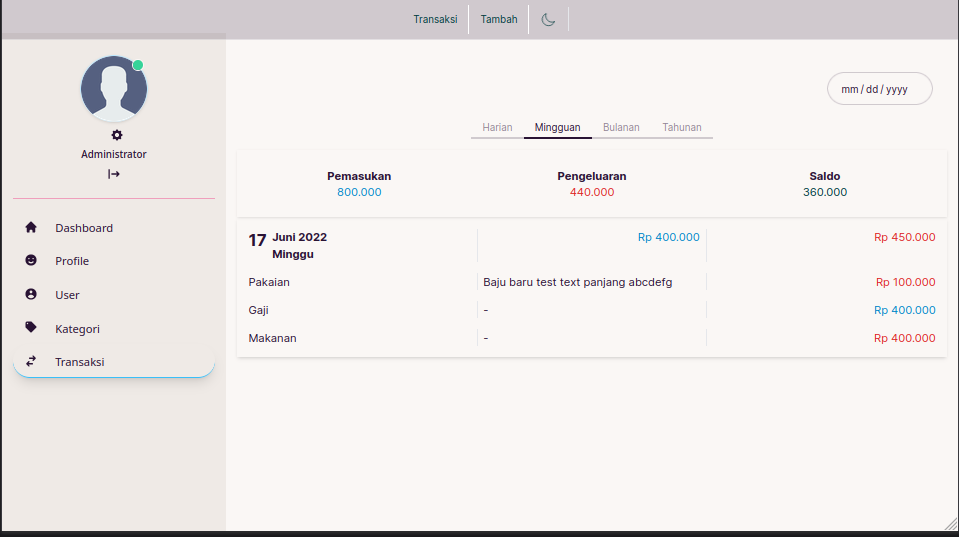 Transaksi Tambah
Administrator
Dashboard
Profile
User
Kategori
Transaksi
mm / dd / yyyy
Harian Mingguan Bulanan Tahunan
Pemasukan Pengeluaran Saldo
800.000 440.000 360.000
17 Juni 2022 Rp 400.000 Rp 450.000
Minggu
Pakaian Baju baru test text panjang abcdefg Rp 100.000
Gaji - Rp 400.000
Makanan - Rp 400.000